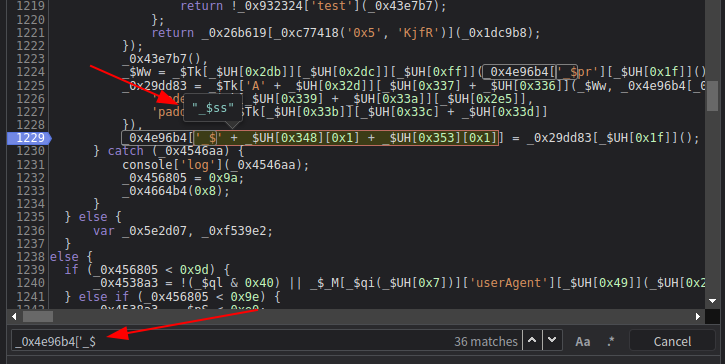 1219 return !_0x932324['test'](_0x43e7b7);
1220 };
1221 return _0x26b619[_0xc77418('0x5', 'KjfR')](_0x1dc9b8);
1222 });
1223 _0x43e7b7(),
1224 _$Ww = _$Tk[_$UH[0x2db]][_$UH[0x2dc]][_$UH[0xff]](_0x4e96b4['_$pr'][_$UH[0x1f]]()
1225 _0x29dd83 = _$Tk['A' + _$UH[0x32d]][_$UH[0x337] + _$UH[0x336]](_$Ww, _0x4e96b4[_0
1226 _$UH[0x339] + _$UH[0x33a]][_$UH[0x2e5]],
1227 'padd Tk[_$UH[0x33b]][_$UH[0x33c] + _$UH[0x33d]]
"_$ss"
1228 }),
1229 _0x4e96b4['_$' + _$UH[0x348][0x1] + _$UH[0x353][0x1]] = _0x29dd83[_$UH[0x1f]]();
1230 } catch (_0x4546aa) {
1231 console['log'](_0x4546aa);
1232 _0x456805 = 0x9a;
1233 _0x4664b4(0x8);
1234 }
1235 } else {
1236 var _0x5e2d07, _0xf539e2;
1237 }
1238 else {
1239 if (_0x456805 < 0x9d) {
1240 _0x4538a3 = !(_$ql & 0x40) || _$_M[_$qi(_$UH[0x7])]['userAgent'][_$UH[0x49]](_$UH[0x2
1241 } else if (_0x456805 < 0x9e) {
_0x4e96b4['_$ 36 matches Aa .* Cancel